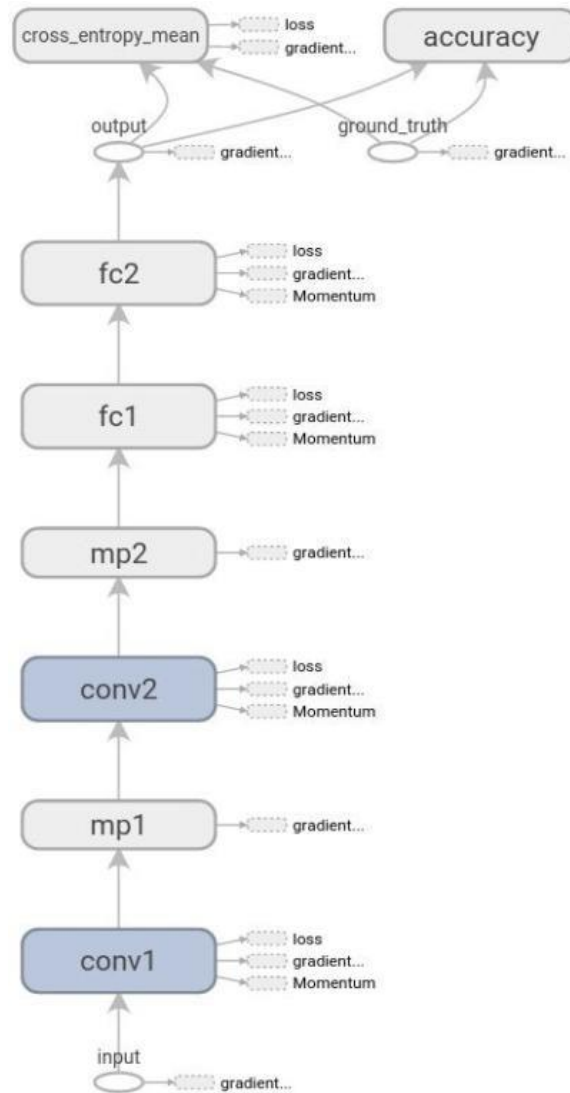 cross_entropy_mean
loss
gradient...
accuracy
output
gradient...
ground_truth
gradient...
fc2
loss
gradient...
Momentum
fc1
loss
gradient...
Momentum
mp2
gradient...
conv2
loss
gradient...
Momentum
mp1
gradient...
conv1
loss
gradient...
Momentum
input
gradient...